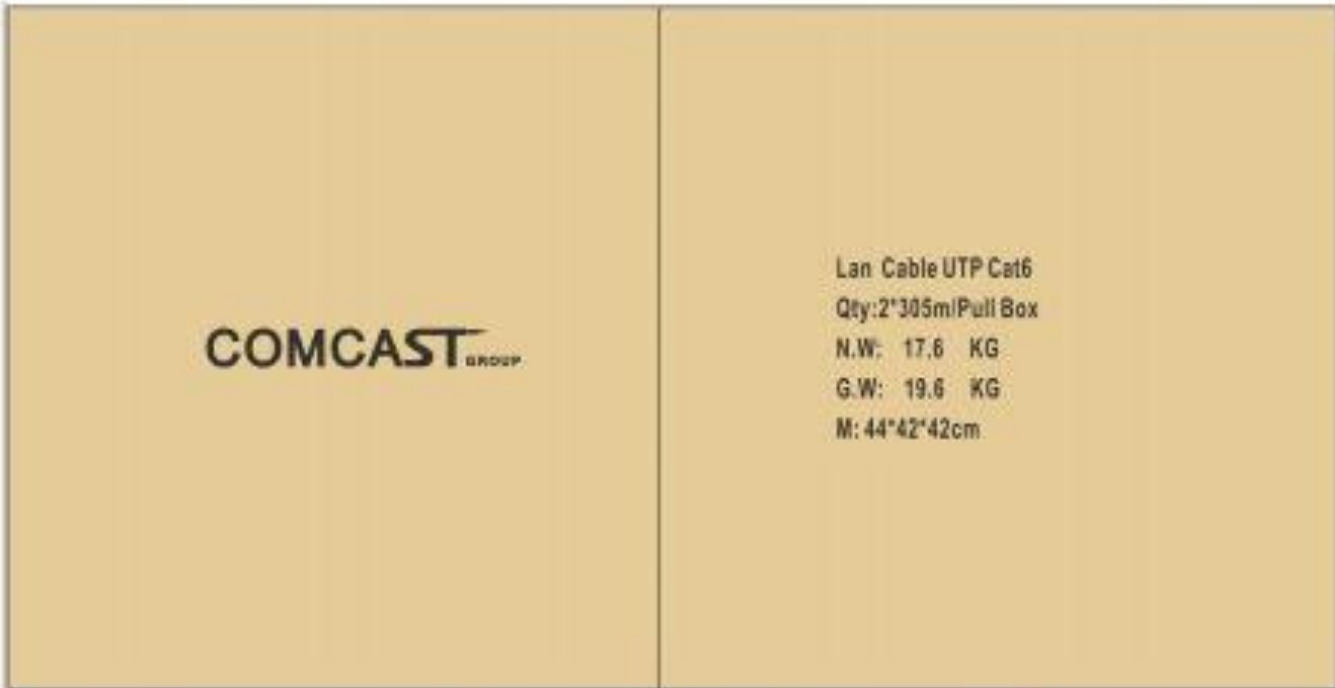 COMCAST GROUP
Lan Cable UTP Cat6
Qty:2*305m/Pull Box
N.W: 17.6 KG
G.W: 19.6 KG
M: 44*42*42cm